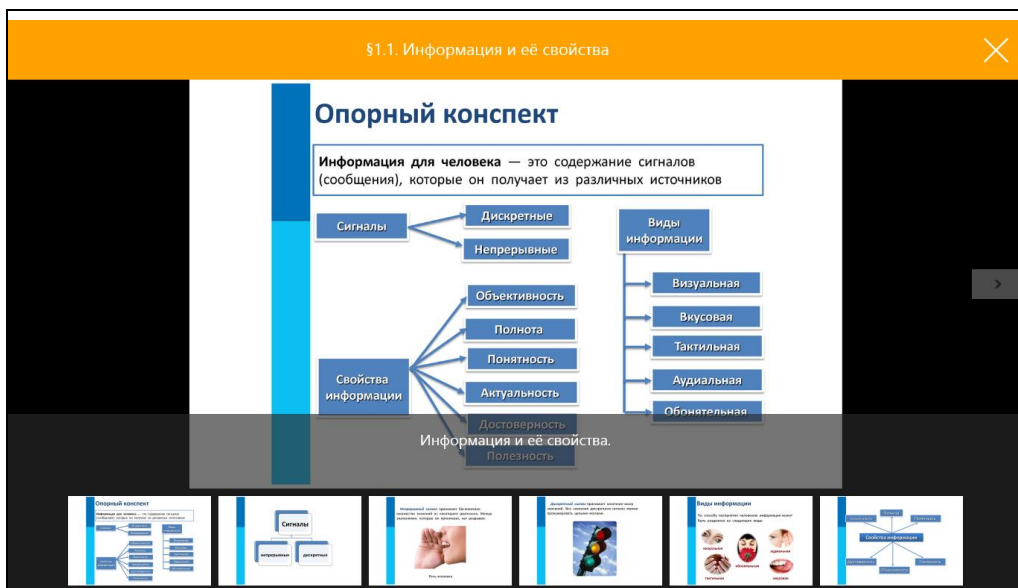 §1.1. Информация и её свойства
Опорный конспект
Информация для человека — это содержание сигналов
(сообщения), которые он получает из различных источников
Сигналы
Дискретные
Непрерывные
Виды
информации
Визуальная
Вкусовая
Тактильная
Аудиальная
Обонятельная
Свойства
информации
Объективность
Полнота
Понятность
Актуальность
Достоверность
Полезность
Информация и её свойства.
Опорный конспект
Сигналы
непрерывные
дискретные
Виды информации
Свойства информации